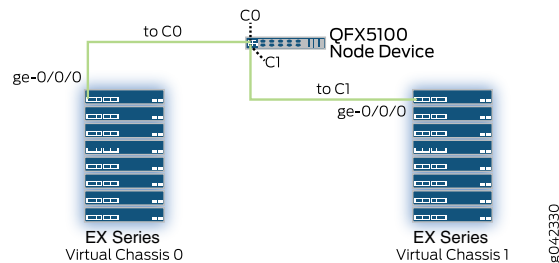 C0
to C0
QFX5100
Node Device
C1
ge-0/0/0
to C1
ge-0/0/0
EX Series
Virtual Chassis 0
EX Series
Virtual Chassis 1
g042330